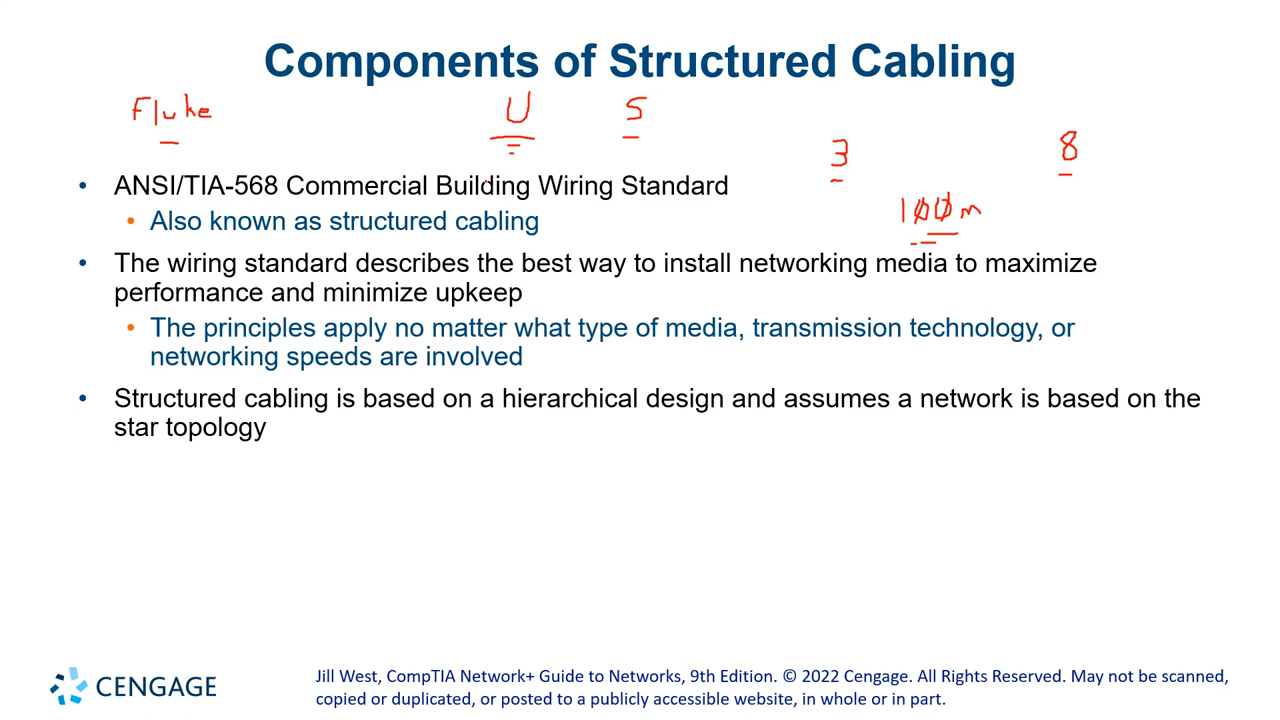 Components of Structured Cabling
Fluke U S
3 8
• ANSI/TIA-568 Commercial Building Wiring Standard
100m
• Also known as structured cabling
• The wiring standard describes the best way to install networking media to maximize
performance and minimize upkeep
• The principles apply no matter what type of media, transmission technology, or
networking speeds are involved
• Structured cabling is based on a hierarchical design and assumes a network is based on the
star topology
CENGAGE
Jill West, CompTIA Network+ Guide to Networks, 9th Edition. © 2022 Cengage. All Rights Reserved. May not be scanned,
copied or duplicated, or posted to a publicly accessible website, in whole or in part.